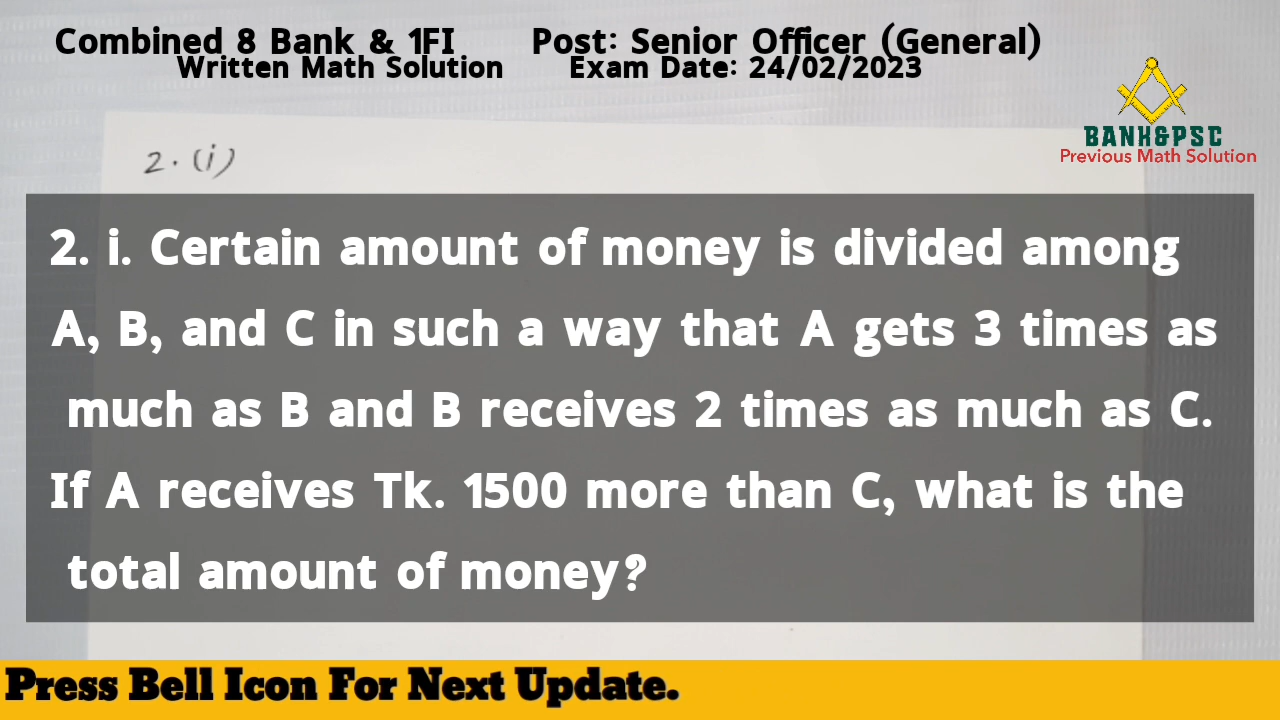 Combined 8 Bank & 1FI Post: Senior Officer (General)
Written Math Solution Exam Date: 24/02/2023
BANK&PSC
Previous Math Solution
2. (i)
2. i. Certain amount of money is divided among
A, B, and C in such a way that A gets 3 times as
much as B and B receives 2 times as much as C.
If A receives Tk. 1500 more than C, what is the
total amount of money?
Press Bell Icon For Next Update.